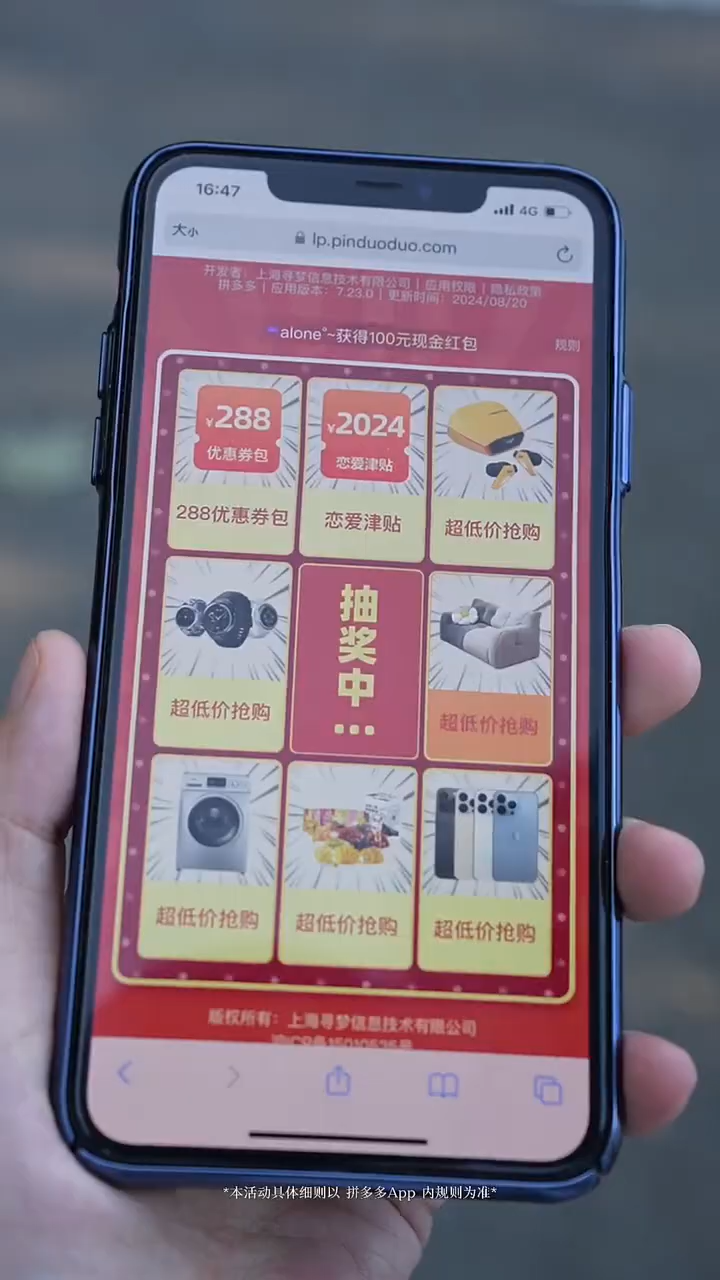 16:47
4G
大小
lp.pinduoduo.com
开发者：上海寻梦信息技术有限公司 | 应用权限 | 隐私政策
拼多多 | 应用版本：7.23.0 | 更新时间：2024/08/20
alone°~获得100元现金红包
规则
¥288
优惠券包
288优惠券包
¥2024
恋爱津贴
恋爱津贴
超低价抢购
超低价抢购
抽奖中...
超低价抢购
超低价抢购
超低价抢购
超低价抢购
版权所有：上海寻梦信息技术有限公司
*本活动具体细则以 拼多多App 内规则为准*